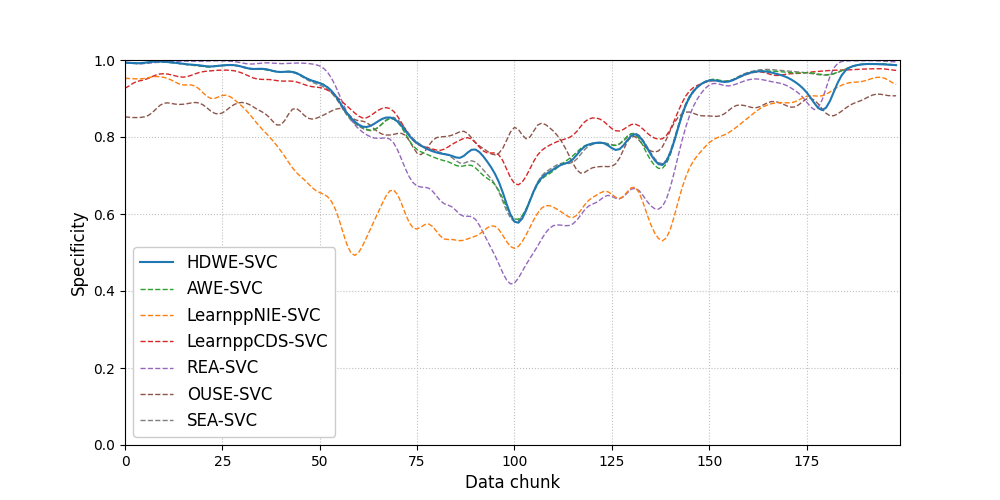 1.0
0.8
0.6
0.4
0.2
0.0
Specificity
HDWE-SVC
AWE-SVC
LearnppNIE-SVC
LearnppCDS-SVC
REA-SVC
OUSE-SVC
SEA-SVC
0 25 50 75 100 125 150 175
Data chunk